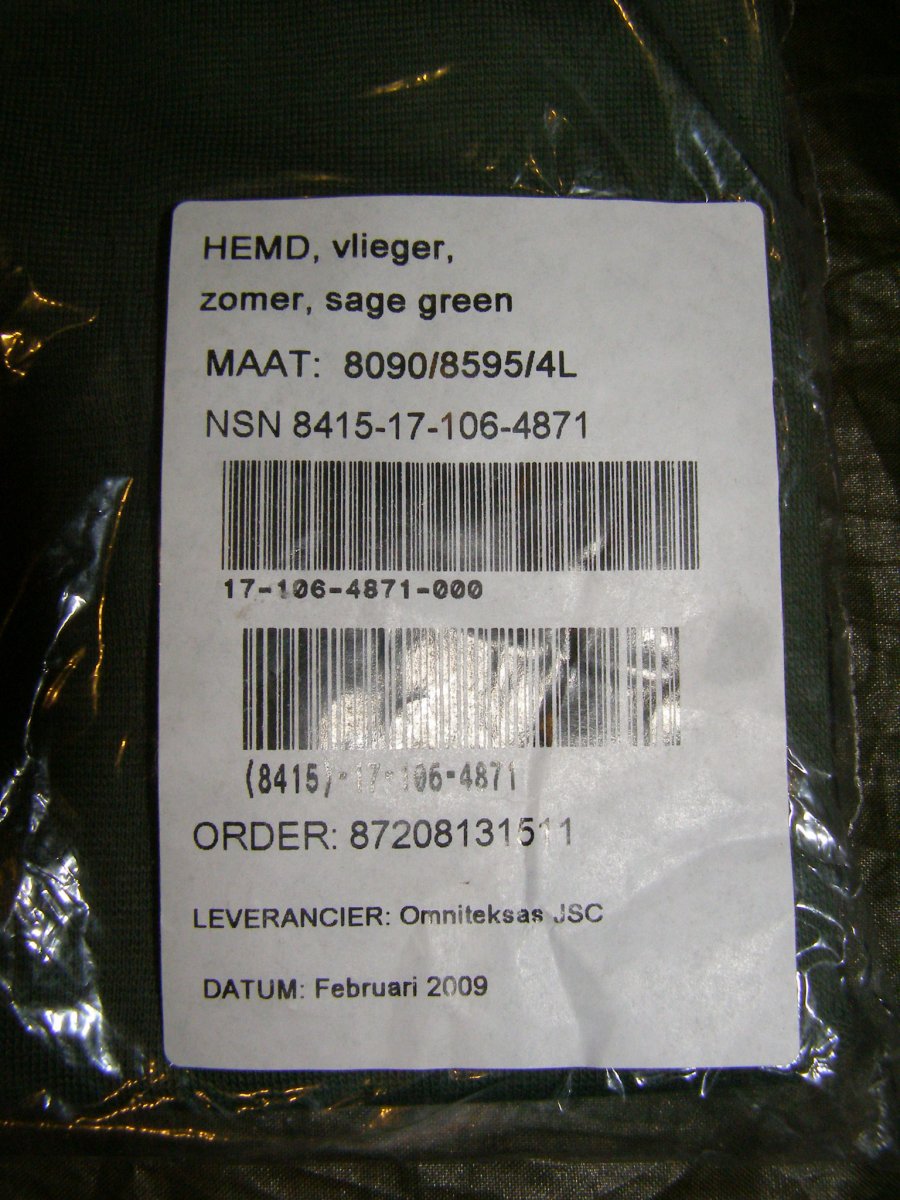 HEMD, vlieger,
zomer, sage green
MAAT: 8090/8595/4L
NSN 8415-17-106-4871
17-106-4871-000
(8415)-17-106-4871
ORDER: 87208131511
LEVERANCIER: Omniteksas JSC
DATUM: Februari 2009